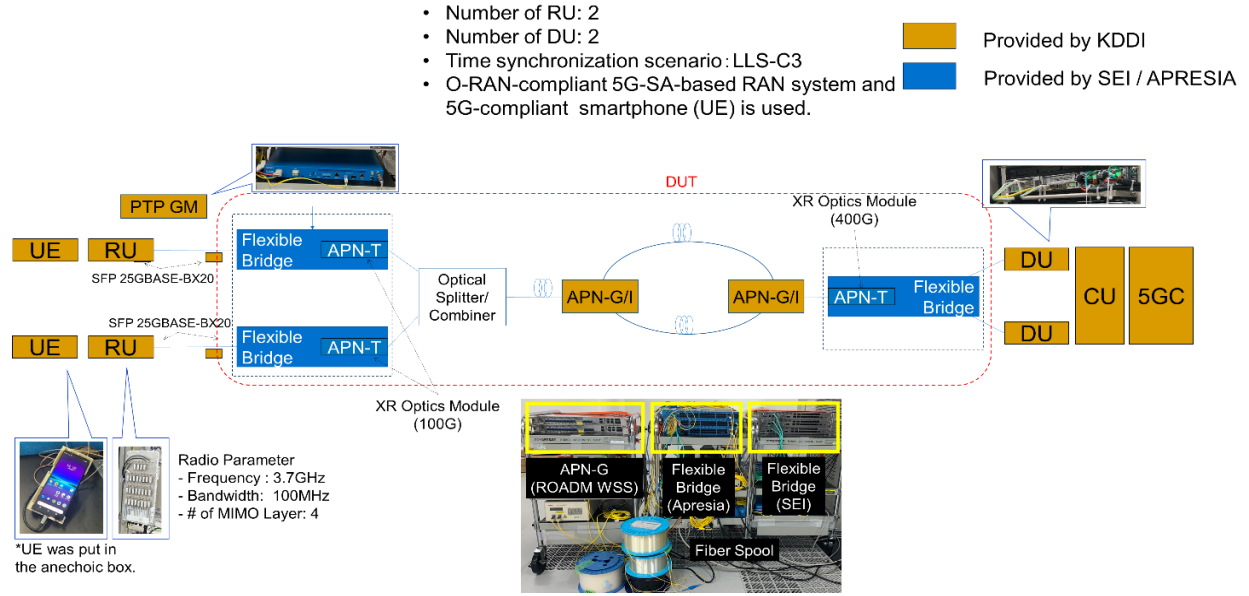 • Number of RU: 2
• Number of DU: 2
• Time synchronization scenario：LLS-C3
• O-RAN-compliant 5G-SA-based RAN system and
5G-compliant smartphone (UE) is used.
Provided by KDDI
Provided by SEI / APRESIA
DUT
XR Optics Module
(400G)
PTP GM
UE
RU
SFP 25GBASE-BX20
Flexible
Bridge
APN-T
Optical
Splitter/
Combiner
APN-G/I
APN-G/I
APN-T
Flexible
Bridge
DU
DU
CU
5GC
SFP 25GBASE-BX20
UE
RU
Flexible
Bridge
APN-T
XR Optics Module
(100G)
Radio Parameter
- Frequency : 3.7GHz
- Bandwidth: 100MHz
- # of MIMO Layer: 4
*UE was put in
the anechoic box.
APN-G
(ROADM WSS)
Flexible
Bridge
(Apresia)
Flexible
Bridge
(SEI)
Fiber Spool